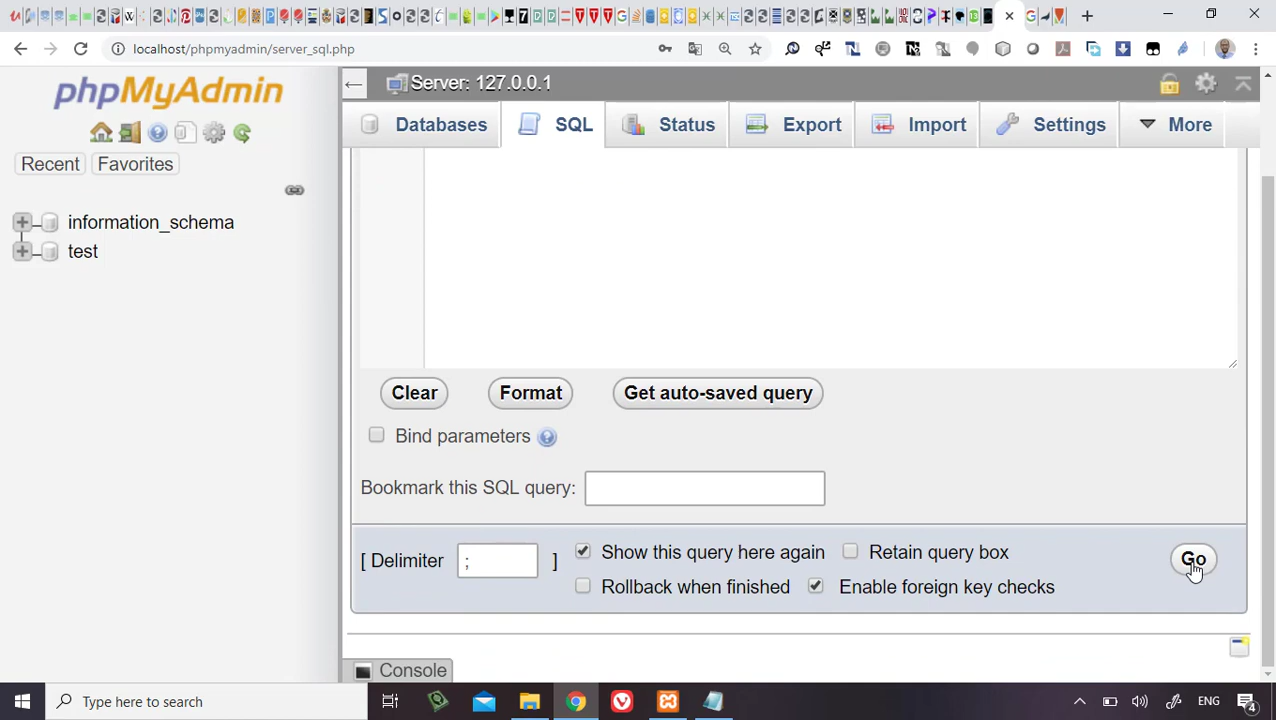 localhost/phpmyadmin/server_sql.php
phpMyAdmin
Server: 127.0.0.1
Databases
SQL
Status
Export
Import
Settings
More
Recent
Favorites
information_schema
test
Clear
Format
Get auto-saved query
Bind parameters
Bookmark this SQL query:
[ Delimiter ; ]
Show this query here again
Retain query box
Go
Rollback when finished
Enable foreign key checks
Console
Type here to search
ENG
4